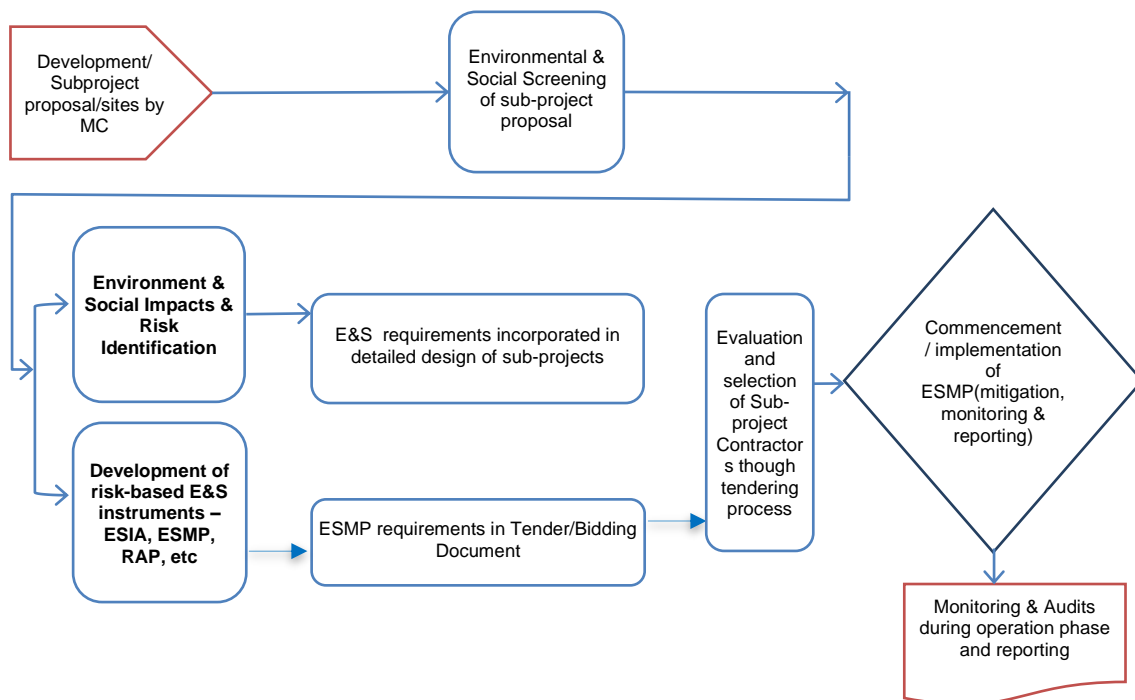 Development/
Subproject
proposal/sites by
MC
Environmental &
Social Screening
of sub-project
proposal
Environment &
Social Impacts &
Risk
Identification
E&S requirements incorporated in
detailed design of sub-projects
Development of
risk-based E&S
instruments –
ESIA, ESMP,
RAP, etc
ESMP requirements in Tender/Bidding
Document
Evaluation
and
selection
of Sub-
project
Contractor
s though
tendering
process
Commencement
/ implementation
of
ESMP(mitigation,
monitoring &
reporting)
Monitoring & Audits
during operation phase
and reporting